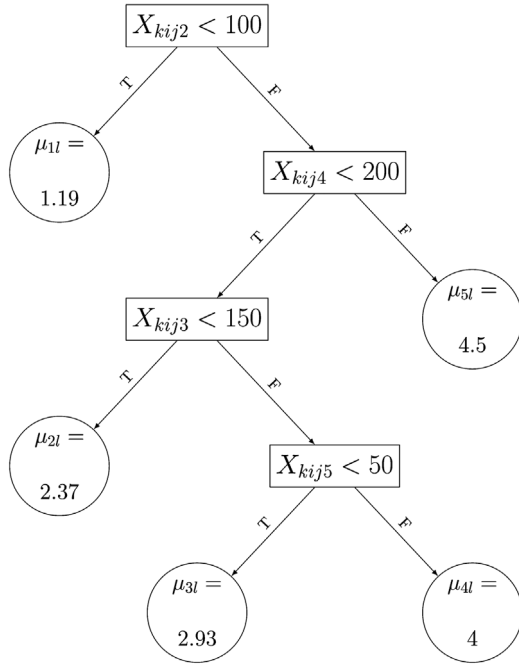 X_{kij2} < 100
T
F
μ_{1l} =
1.19
X_{kij4} < 200
T
F
μ_{5l} =
4.5
X_{kij3} < 150
T
F
μ_{2l} =
2.37
X_{kij5} < 50
T
F
μ_{3l} =
2.93
μ_{4l} =
4